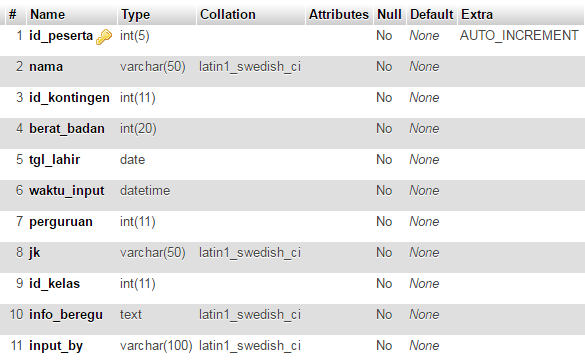 # Name Type Collation Attributes Null Default Extra
1 id_peserta int(5) No None AUTO_INCREMENT
2 nama varchar(50) latin1_swedish_ci No None
3 id_kontingen int(11) No None
4 berat_badan int(20) No None
5 tgl_lahir date No None
6 waktu_input datetime No None
7 perguruan int(11) No None
8 jk varchar(50) latin1_swedish_ci No None
9 id_kelas int(11) No None
10 info_beregu text latin1_swedish_ci No None
11 input_by varchar(100) latin1_swedish_ci No None